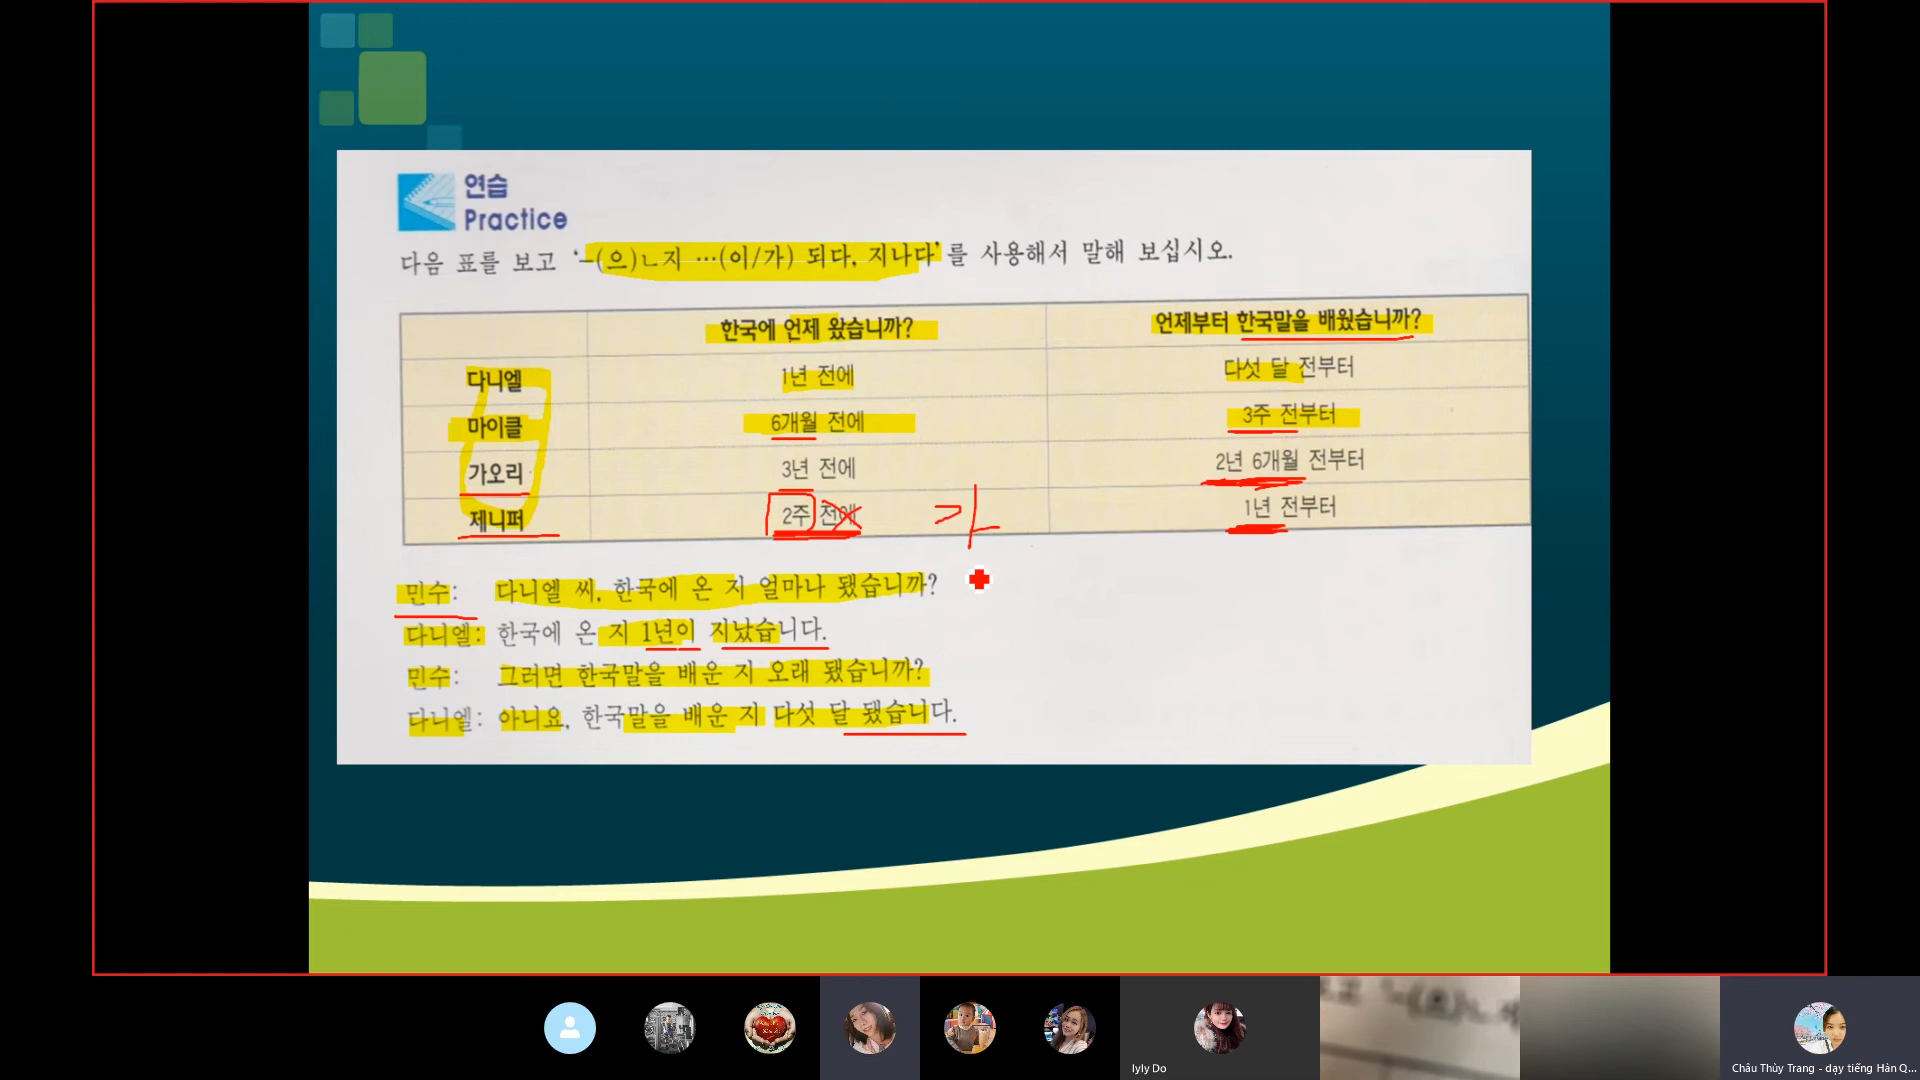 연습
Practice
다음 표를 보고 '-(으)ㄴ지 …(이/가) 되다, 지나다'를 사용해서 말해 보십시오.
한국에 언제 왔습니까? 언제부터 한국말을 배웠습니까?
다니엘 1년 전에 다섯 달 전부터
마이클 6개월 전에 3주 전부터
가오리 3년 전에 2년 6개월 전부터
제니퍼 2주 전에 가 1년 전부터
민수: 다니엘 씨, 한국에 온 지 얼마나 됐습니까?
다니엘: 한국에 온 지 1년이 지났습니다.
민수: 그러면 한국말을 배운 지 오래 됐습니까?
다니엘: 아니요, 한국말을 배운 지 다섯 달 됐습니다.
lyly Do
Châu Thùy Trang - dạy tiếng Hàn Q...